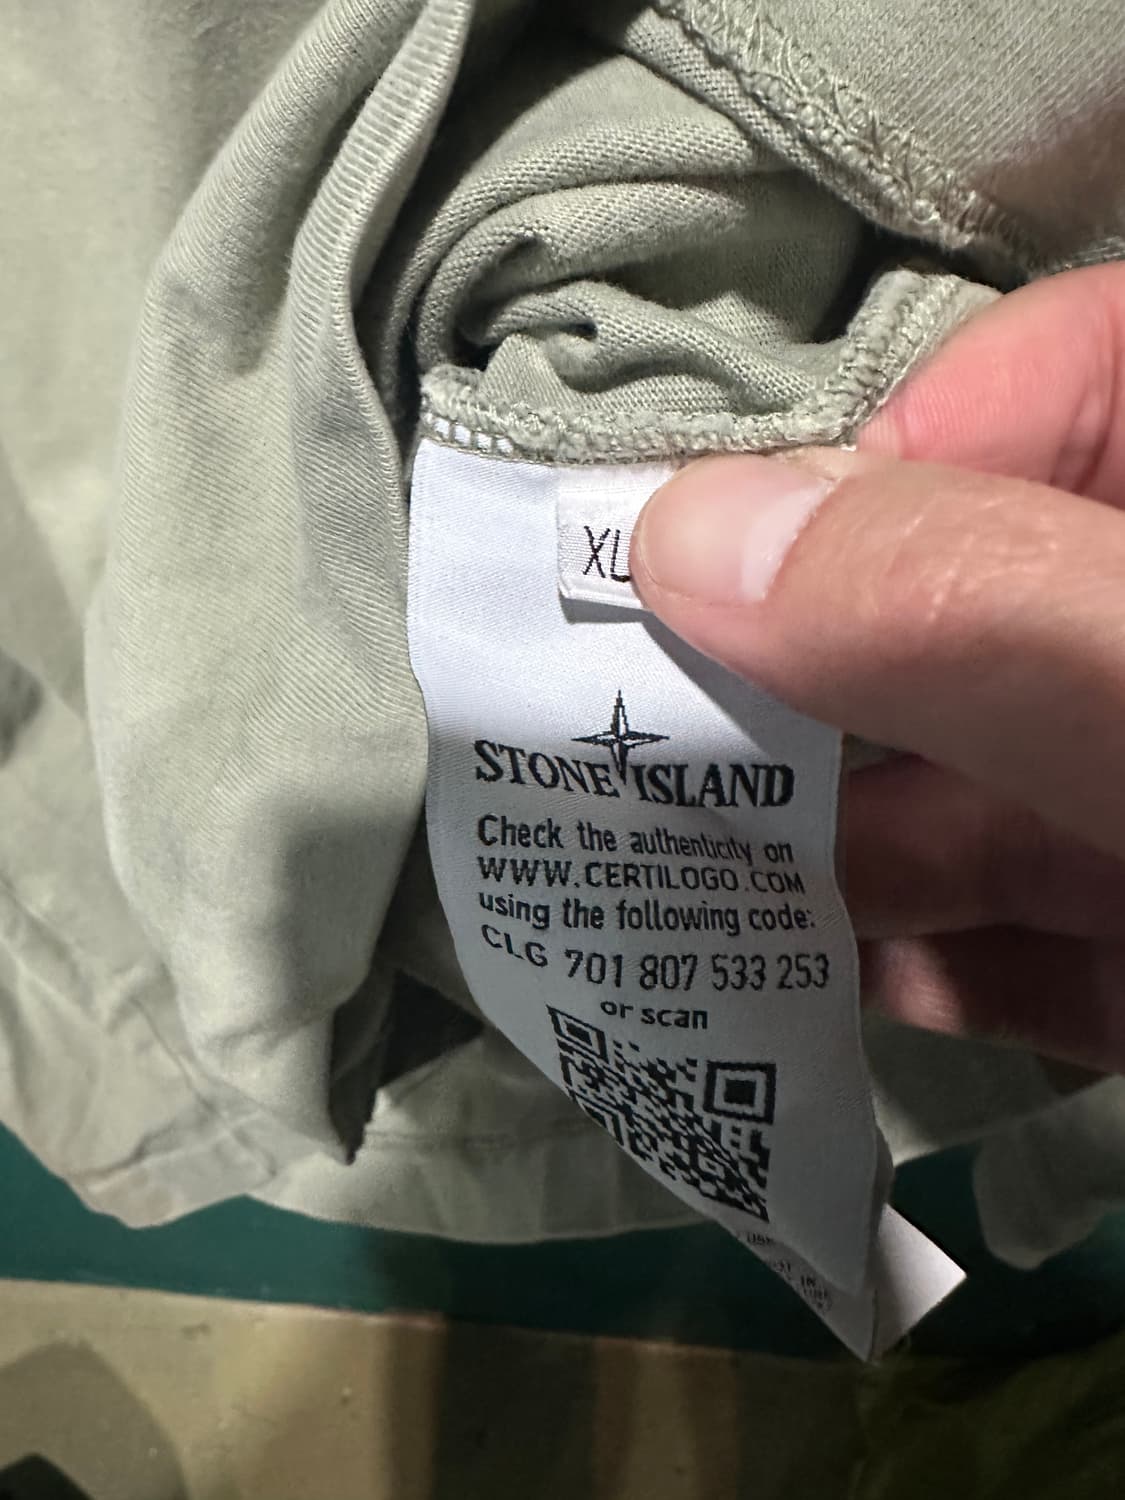 XL
STONE ISLAND
Check the authenticity on
WWW.CERTILOGO.COM
using the following code:
CLG 701 807 533 253
or scan